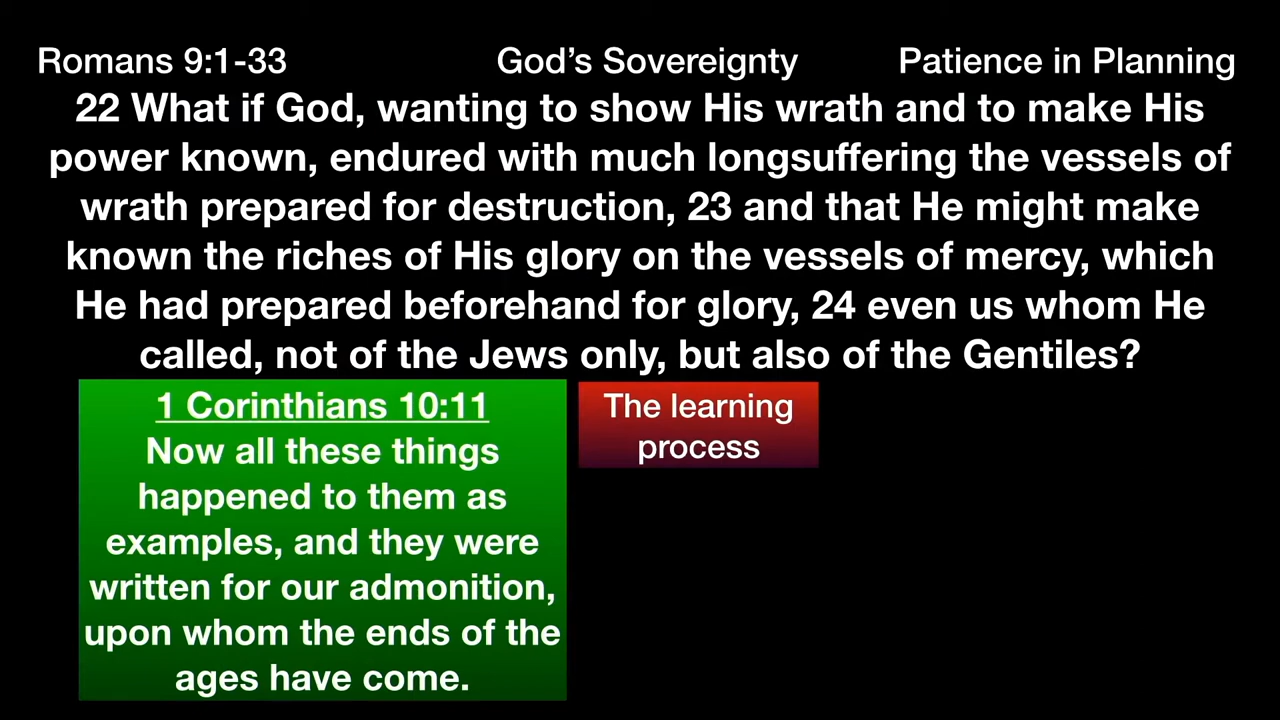 Romans 9:1-33 God’s Sovereignty Patience in Planning
22 What if God, wanting to show His wrath and to make His
power known, endured with much longsuffering the vessels of
wrath prepared for destruction, 23 and that He might make
known the riches of His glory on the vessels of mercy, which
He had prepared beforehand for glory, 24 even us whom He
called, not of the Jews only, but also of the Gentiles?
1 Corinthians 10:11
Now all these things
happened to them as
examples, and they were
written for our admonition,
upon whom the ends of the
ages have come.
The learning
process